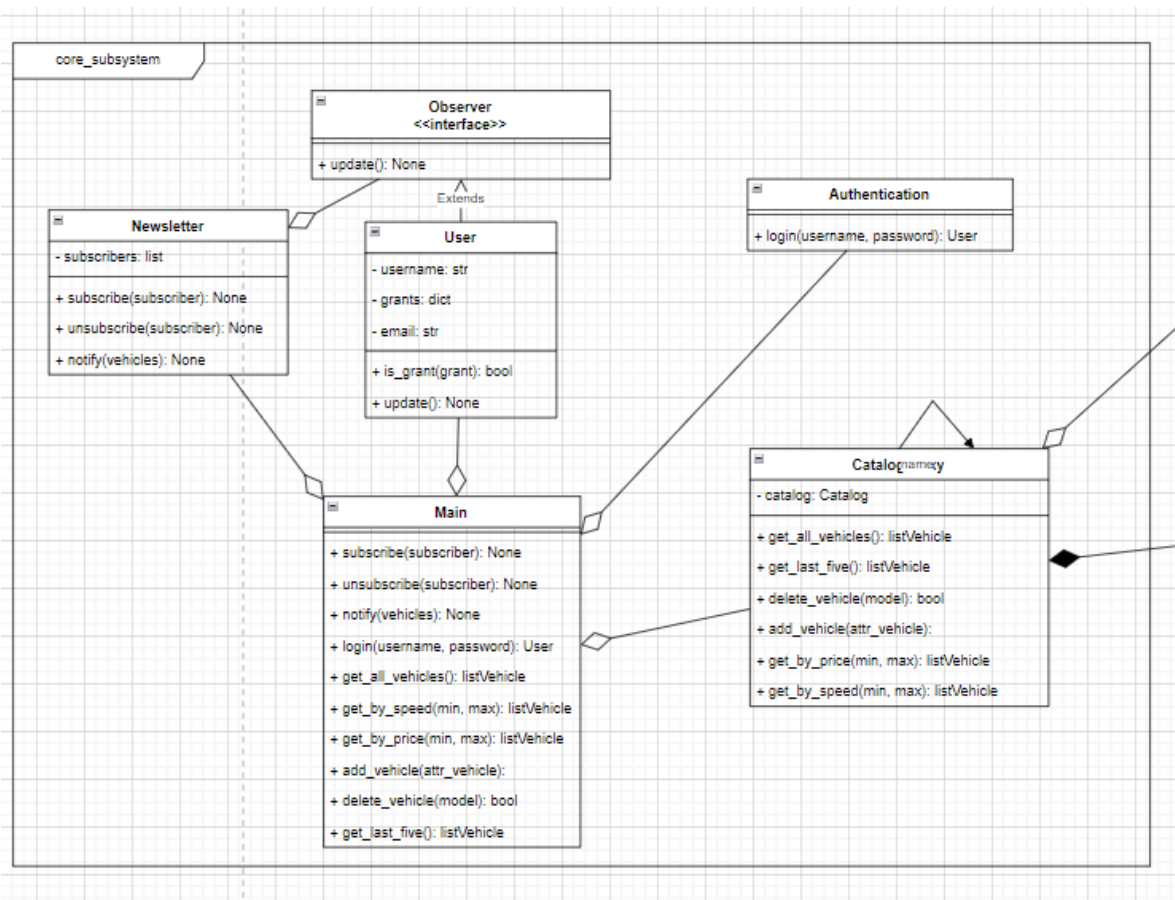 core_subsystem
Observer
<<interface>>
+ update(): None
Extends
Newsletter
- subscribers: list
+ subscribe(subscriber): None
+ unsubscribe(subscriber): None
+ notify(vehicles): None
User
- username: str
- grants: dict
- email: str
+ is_grant(grant): bool
+ update(): None
Authentication
+ login(username, password): User
Main
+ subscribe(subscriber): None
+ unsubscribe(subscriber): None
+ notify(vehicles): None
+ login(username, password): User
+ get_all_vehicles(): listVehicle
+ get_by_speed(min, max): listVehicle
+ get_by_price(min, max): listVehicle
+ add_vehicle(attr_vehicle):
+ delete_vehicle(model): bool
+ get_last_five(): listVehicle
name
- catalog: Catalog
+ get_all_vehicles(): listVehicle
+ get_last_five(): listVehicle
+ delete_vehicle(model): bool
+ add_vehicle(attr_vehicle):
+ get_by_price(min, max): listVehicle
+ get_by_speed(min, max): listVehicle